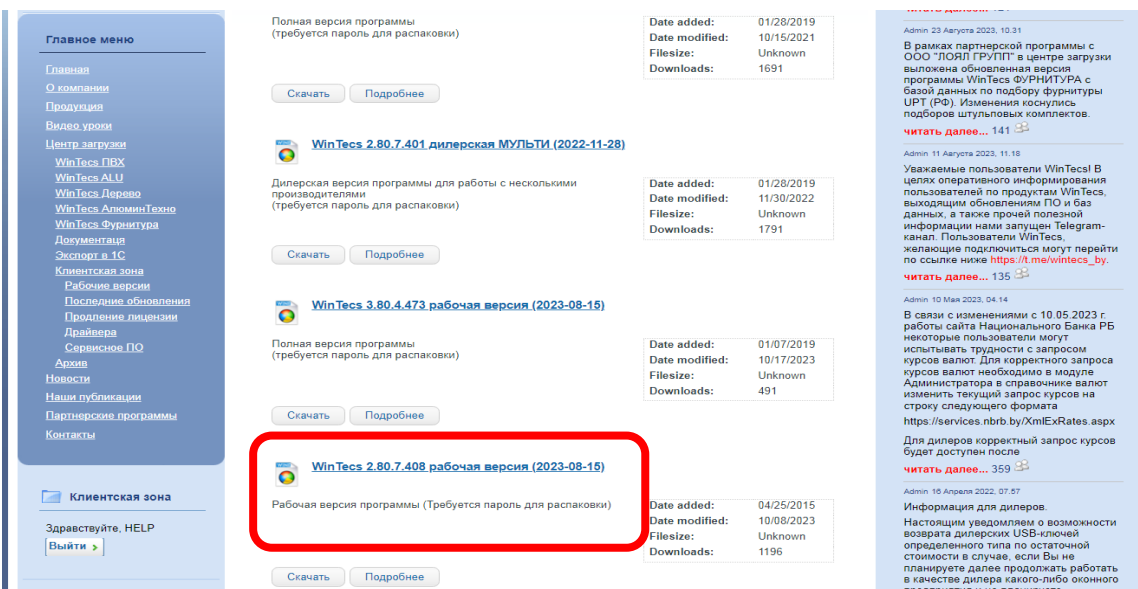 Главное меню
Главная
О компании
Продукция
Видео уроки
Центр загрузки
WinTecs ПВХ
WinTecs ALU
WinTecs Дерево
WinTecs АлюминТехно
WinTecs Фурнитура
Документаця
Экспорт в 1С
Клиентская зона
Рабочие версии
Последние обновления
Продление лицензии
Драйвера
Сервисное ПО
Архив
Новости
Наши публикации
Партнерские программы
Контакты
Клиентская зона
Здравствуйте, HELP
Выйти
Полная версия программы
(требуется пароль для распаковки)
Date added: 01/28/2019
Date modified: 10/15/2021
Filesize: Unknown
Downloads: 1691
Скачать Подробнее
WinTecs 2.80.7.401 дилерская МУЛЬТИ (2022-11-28)
Дилерская версия программы для работы с несколькими
производителями
(требуется пароль для распаковки)
Date added: 01/28/2019
Date modified: 11/30/2022
Filesize: Unknown
Downloads: 1791
Скачать Подробнее
WinTecs 3.80.4.473 рабочая версия (2023-08-15)
Полная версия программы
(требуется пароль для распаковки)
Date added: 01/07/2019
Date modified: 10/17/2023
Filesize: Unknown
Downloads: 491
Скачать Подробнее
WinTecs 2.80.7.408 рабочая версия (2023-08-15)
Рабочая версия программы (Требуется пароль для распаковки)
Date added: 04/25/2015
Date modified: 10/08/2023
Filesize: Unknown
Downloads: 1196
Скачать Подробнее
Admin 23 Августа 2023, 10.31
В рамках партнерской программы с
ООО "ЛОЯЛ ГРУПП" в центре загрузки
выложена обновленная версия
программы WinTecs ФУРНИТУРА с
базой данных по подбору фурнитуры
UPT (РФ). Изменения коснулись
подборов штульповых комплектов.
читать далее... 141
Admin 11 Августа 2023, 11.18
Уважаемые пользователи WinTecs! В
целях оперативного информирования
пользователей по продуктам WinTecs,
выходящим обновлениям ПО и баз
данных, а также прочей полезной
информации нами запущен Telegram-
канал. Пользователи WinTecs,
желающие подключиться могут перейти
по ссылке ниже https://t.me/wintecs_by.
читать далее... 135
Admin 10 Мая 2023, 04.14
В связи с изменениями с 10.05.2023 г.
работы сайта Национального Банка РБ
некоторые пользователи могут
испытывать трудности с запросом
курсов валют. Для корректного запроса
курсов валют необходимо в модуле
Администратора в справочнике валют
изменить текущий запрос курсов на
строку следующего формата
https://services.nbrb.by/XmlExRates.aspx
Для дилеров корректный запрос курсов
будет доступен после
читать далее... 359
Admin 16 Апреля 2022, 07.57
Информация для дилеров.
Настоящим уведомляем о возможности
возврата дилерских USB-ключей
определенного типа по остаточной
стоимости в случае, если Вы не
планируете далее продолжать работать
в качестве дилера какого-либо оконного